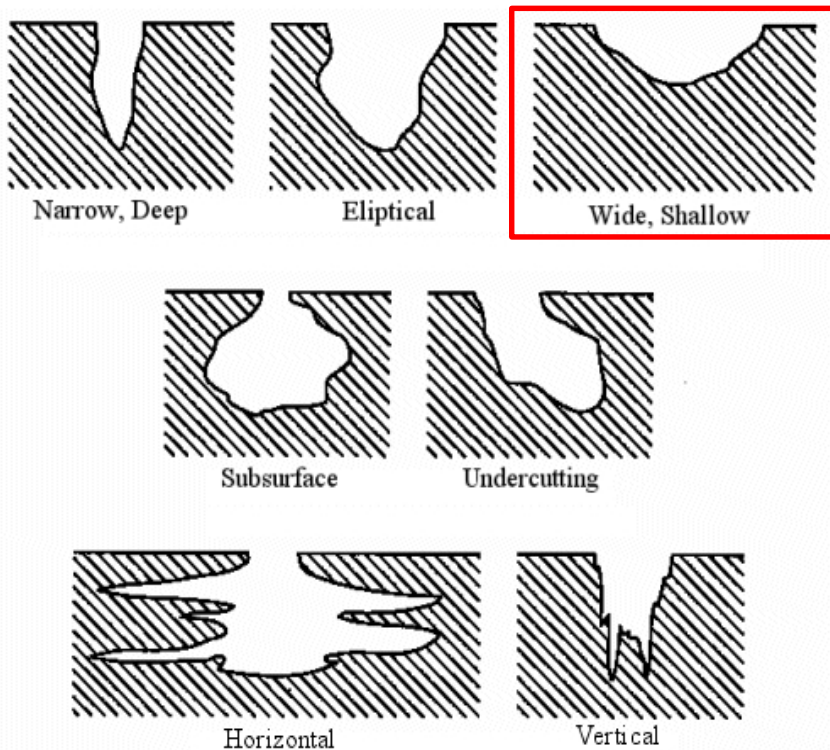 Narrow, Deep
Eliptical
Wide, Shallow
Subsurface
Undercutting
Horizontal
Vertical